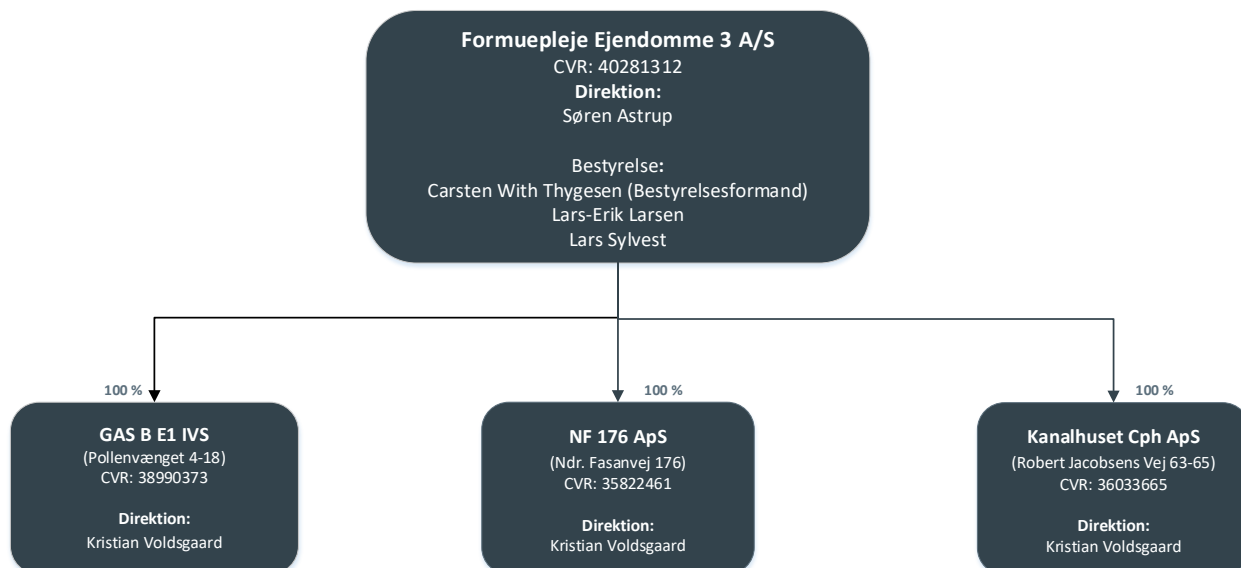 Formuepleje Ejendomme 3 A/S
CVR: 40281312
Direktion:
Søren Astrup
Bestyrelse:
Carsten With Thygesen (Bestyrelsesformand)
Lars-Erik Larsen
Lars Sylvest
100 %
GAS B E1 IVS
(Pollenvænget 4-18)
CVR: 38990373
Direktion:
Kristian Voldsgaard
100 %
NF 176 ApS
(Ndr. Fasanvej 176)
CVR: 35822461
Direktion:
Kristian Voldsgaard
100 %
Kanalhuset Cph ApS
(Robert Jacobsens Vej 63-65)
CVR: 36033665
Direktion:
Kristian Voldsgaard